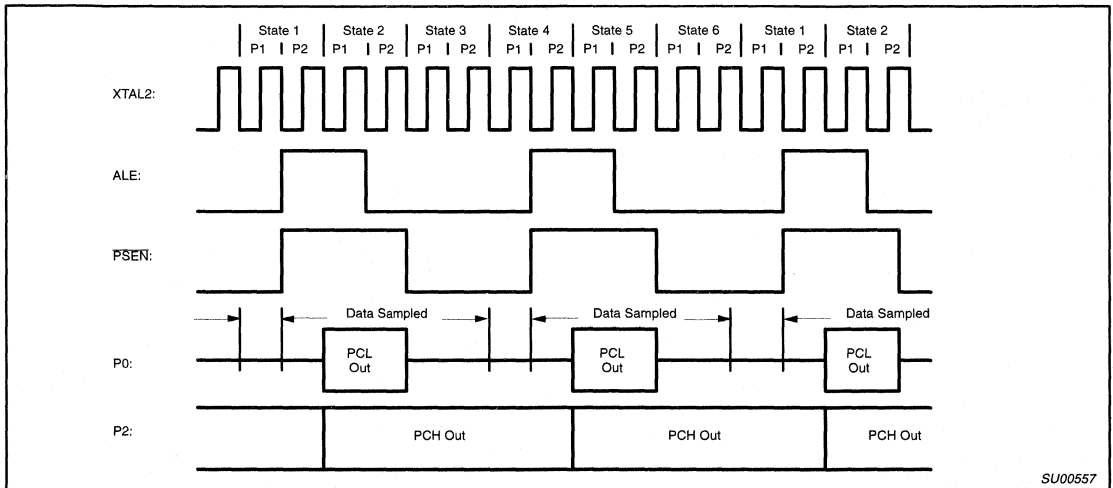 State 1 State 2 State 3 State 4 State 5 State 6 State 1 State 2
P1 P2 P1 P2 P1 P2 P1 P2 P1 P2 P1 P2 P1 P2 P1 P2
XTAL2:
ALE:
PSEN:
Data Sampled Data Sampled Data Sampled
P0:
PCL Out PCL Out PCL Out
P2:
PCH Out PCH Out PCH Out
SU00557